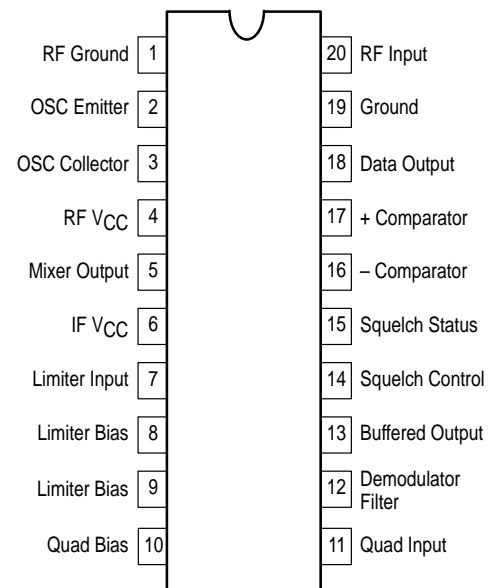 RF Ground 1
OSC Emitter 2
OSC Collector 3
RF VCC 4
Mixer Output 5
IF VCC 6
Limiter Input 7
Limiter Bias 8
Limiter Bias 9
Quad Bias 10
20 RF Input
19 Ground
18 Data Output
17 + Comparator
16 – Comparator
15 Squelch Status
14 Squelch Control
13 Buffered Output
12 Demodulator
Filter
11 Quad Input